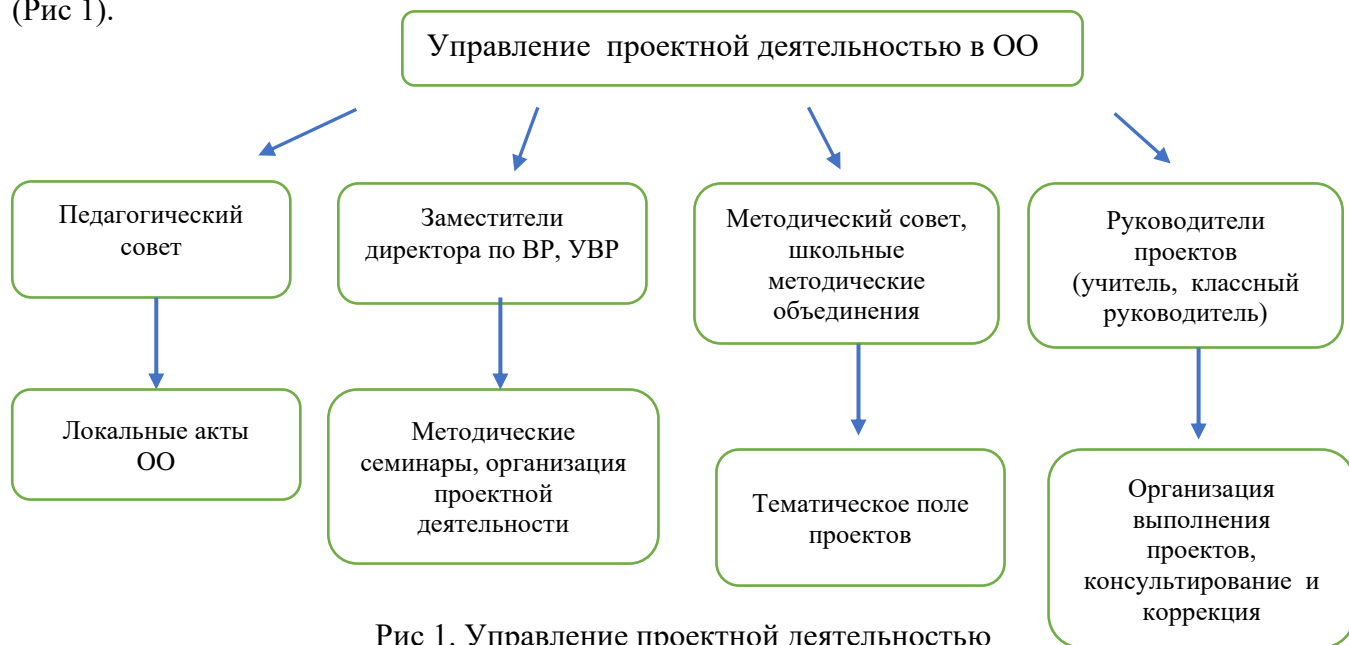 (Рис 1).
Управление проектной деятельностью в ОО
Педагогический
совет
Заместители
директора по ВР, УВР
Методический совет,
школьные
методические
объединения
Руководители
проектов
(учитель, классный
руководитель)
Локальные акты
ОО
Методические
семинары, организация
проектной
деятельности
Тематическое поле
проектов
Организация
выполнения
проектов,
консультирование и
коррекция
Рис 1. Управление проектной деятельностью